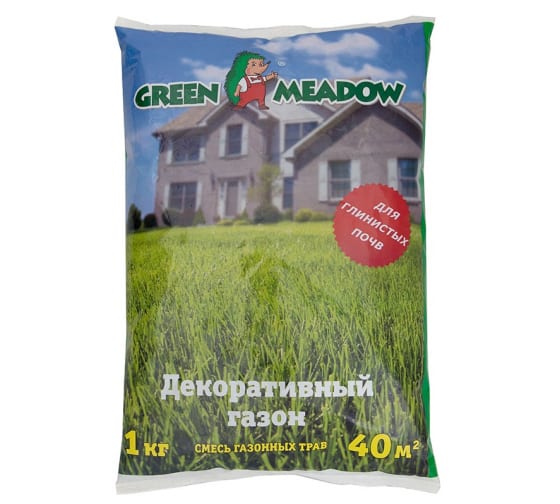 GREEN MEADOW ®
для
глинистых
почв
Декоративный
газон
1 кг СМЕСЬ ГАЗОННЫХ ТРАВ 40 м²